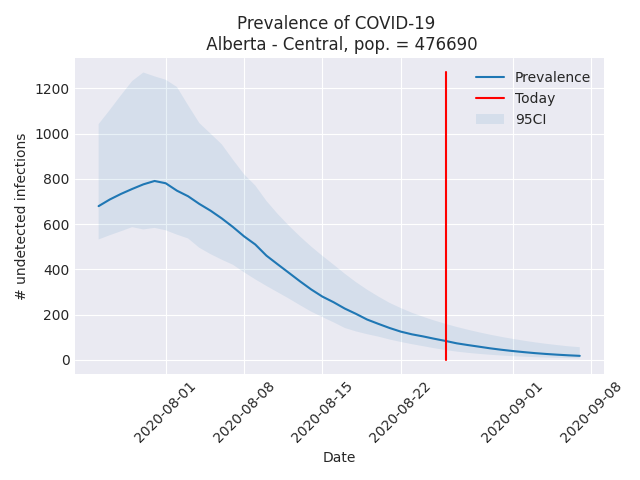 Prevalence of COVID-19
Alberta - Central, pop. = 476690
Prevalence
Today
95CI
1200
1000
800
600
400
200
0
# undetected infections
2020-08-01
2020-08-08
2020-08-15
2020-08-22
2020-09-01
2020-09-08
Date